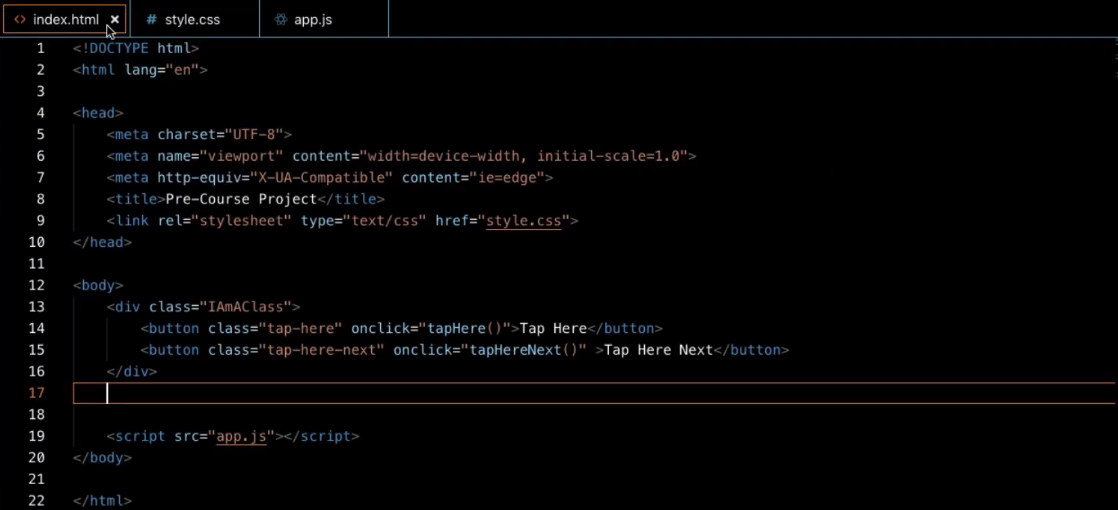 index.html × # style.css app.js
1 <!DOCTYPE html>
2 <html lang="en">
3
4 <head>
5     <meta charset="UTF-8">
6     <meta name="viewport" content="width=device-width, initial-scale=1.0">
7     <meta http-equiv="X-UA-Compatible" content="ie=edge">
8     <title>Pre-Course Project</title>
9     <link rel="stylesheet" type="text/css" href="style.css">
10 </head>
11
12 <body>
13     <div class="IAmAClass">
14         <button class="tap-here" onclick="tapHere()">Tap Here</button>
15         <button class="tap-here-next" onclick="tapHereNext()" >Tap Here Next</button>
16     </div>
17
18
19     <script src="app.js"></script>
20 </body>
21
22 </html>